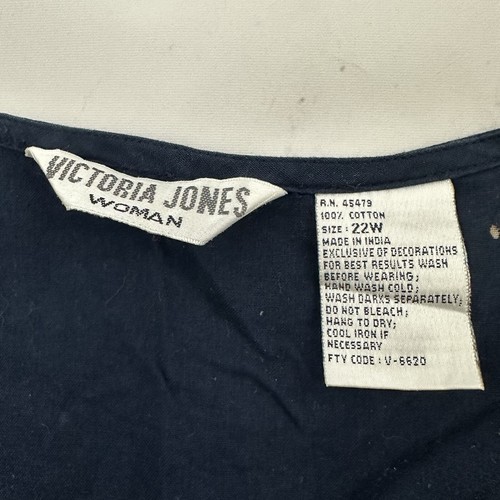 VICTORIA JONES
WOMAN
R.N. 45479
100% COTTON
SIZE: 22W
MADE IN INDIA
EXCLUSIVE OF DECORATIONS
FOR BEST RESULTS WASH
BEFORE WEARING;
HAND WASH COLD;
WASH DARKS SEPARATELY;
DO NOT BLEACH;
HANG TO DRY;
COOL IRON IF
NECESSARY
FTY CODE: V-6620